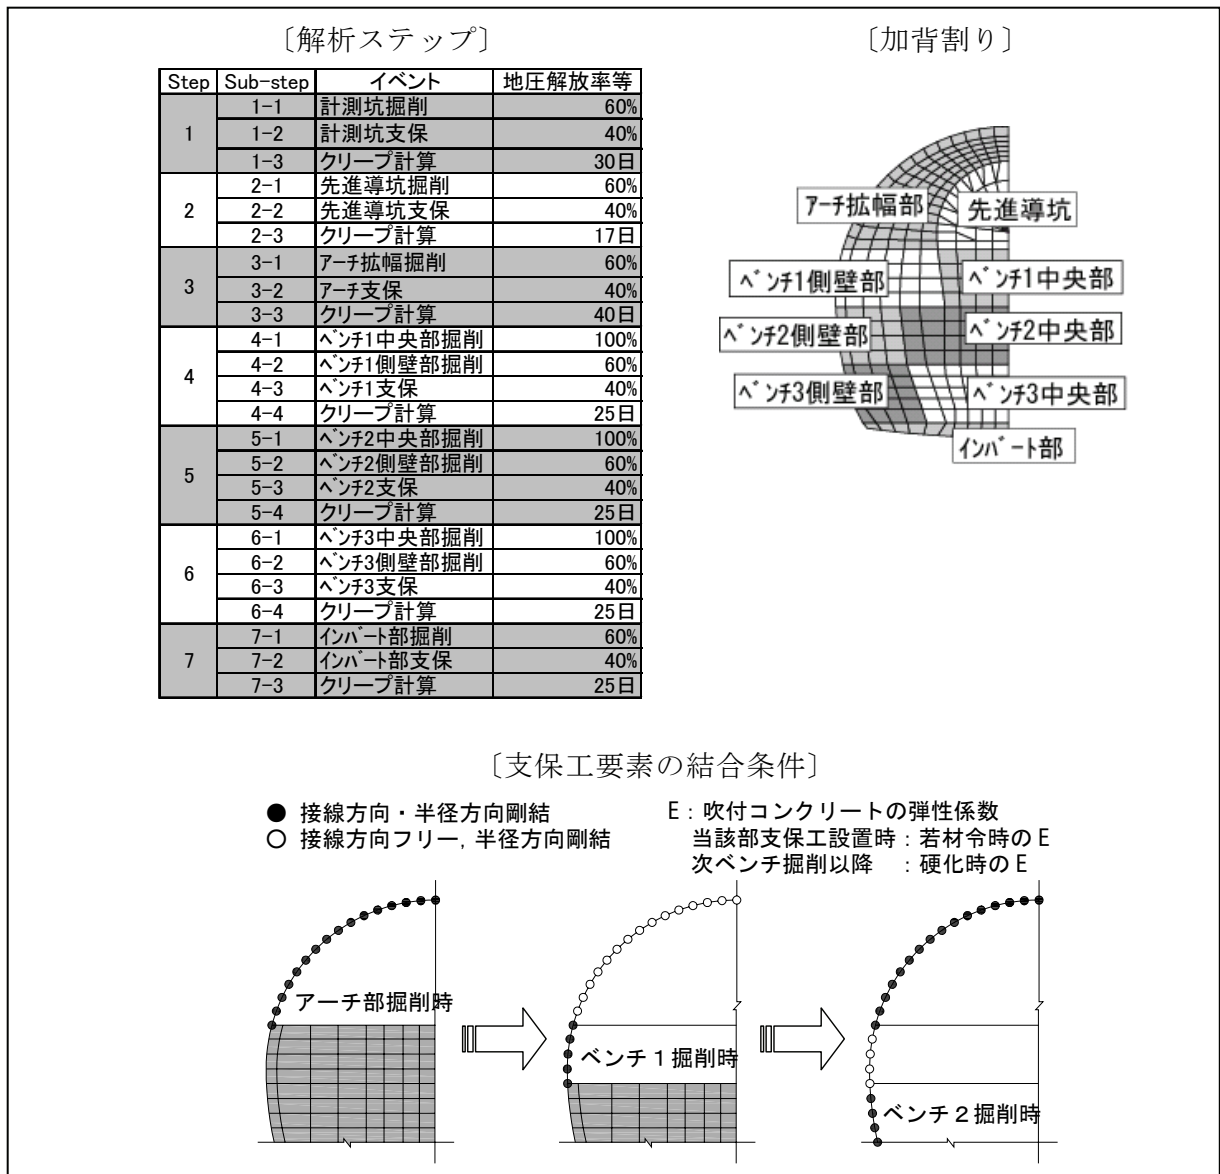 〔解析ステップ〕
Step Sub-step イベント 地圧解放率等
1 1-1 計測坑掘削 60%
1-2 計測坑支保 40%
1-3 クリープ計算 30日
2 2-1 先進導坑掘削 60%
2-2 先進導坑支保 40%
2-3 クリープ計算 17日
3 3-1 アーチ拡幅掘削 60%
3-2 アーチ支保 40%
3-3 クリープ計算 40日
4 4-1 ベンチ1中央部掘削 100%
4-2 ベンチ1側壁部掘削 60%
4-3 ベンチ1支保 40%
4-4 クリープ計算 25日
5 5-1 ベンチ2中央部掘削 100%
5-2 ベンチ2側壁部掘削 60%
5-3 ベンチ2支保 40%
5-4 クリープ計算 25日
6 6-1 ベンチ3中央部掘削 100%
6-2 ベンチ3側壁部掘削 60%
6-3 ベンチ3支保 40%
6-4 クリープ計算 25日
7 7-1 インバート部掘削 60%
7-2 インバート部支保 40%
7-3 クリープ計算 25日
〔加背割り〕
アーチ拡幅部 先進導坑
ベンチ1側壁部 ベンチ1中央部
ベンチ2側壁部 ベンチ2中央部
ベンチ3側壁部 ベンチ3中央部
インバート部
〔支保工要素の結合条件〕
● 接線方向・半径方向剛結
○ 接線方向フリー，半径方向剛結
E：吹付コンクリートの弾性係数
当該部支保工設置時：若材令時のE
次ベンチ掘削以降　：硬化時のE
アーチ部掘削時
ベンチ１掘削時
ベンチ２掘削時